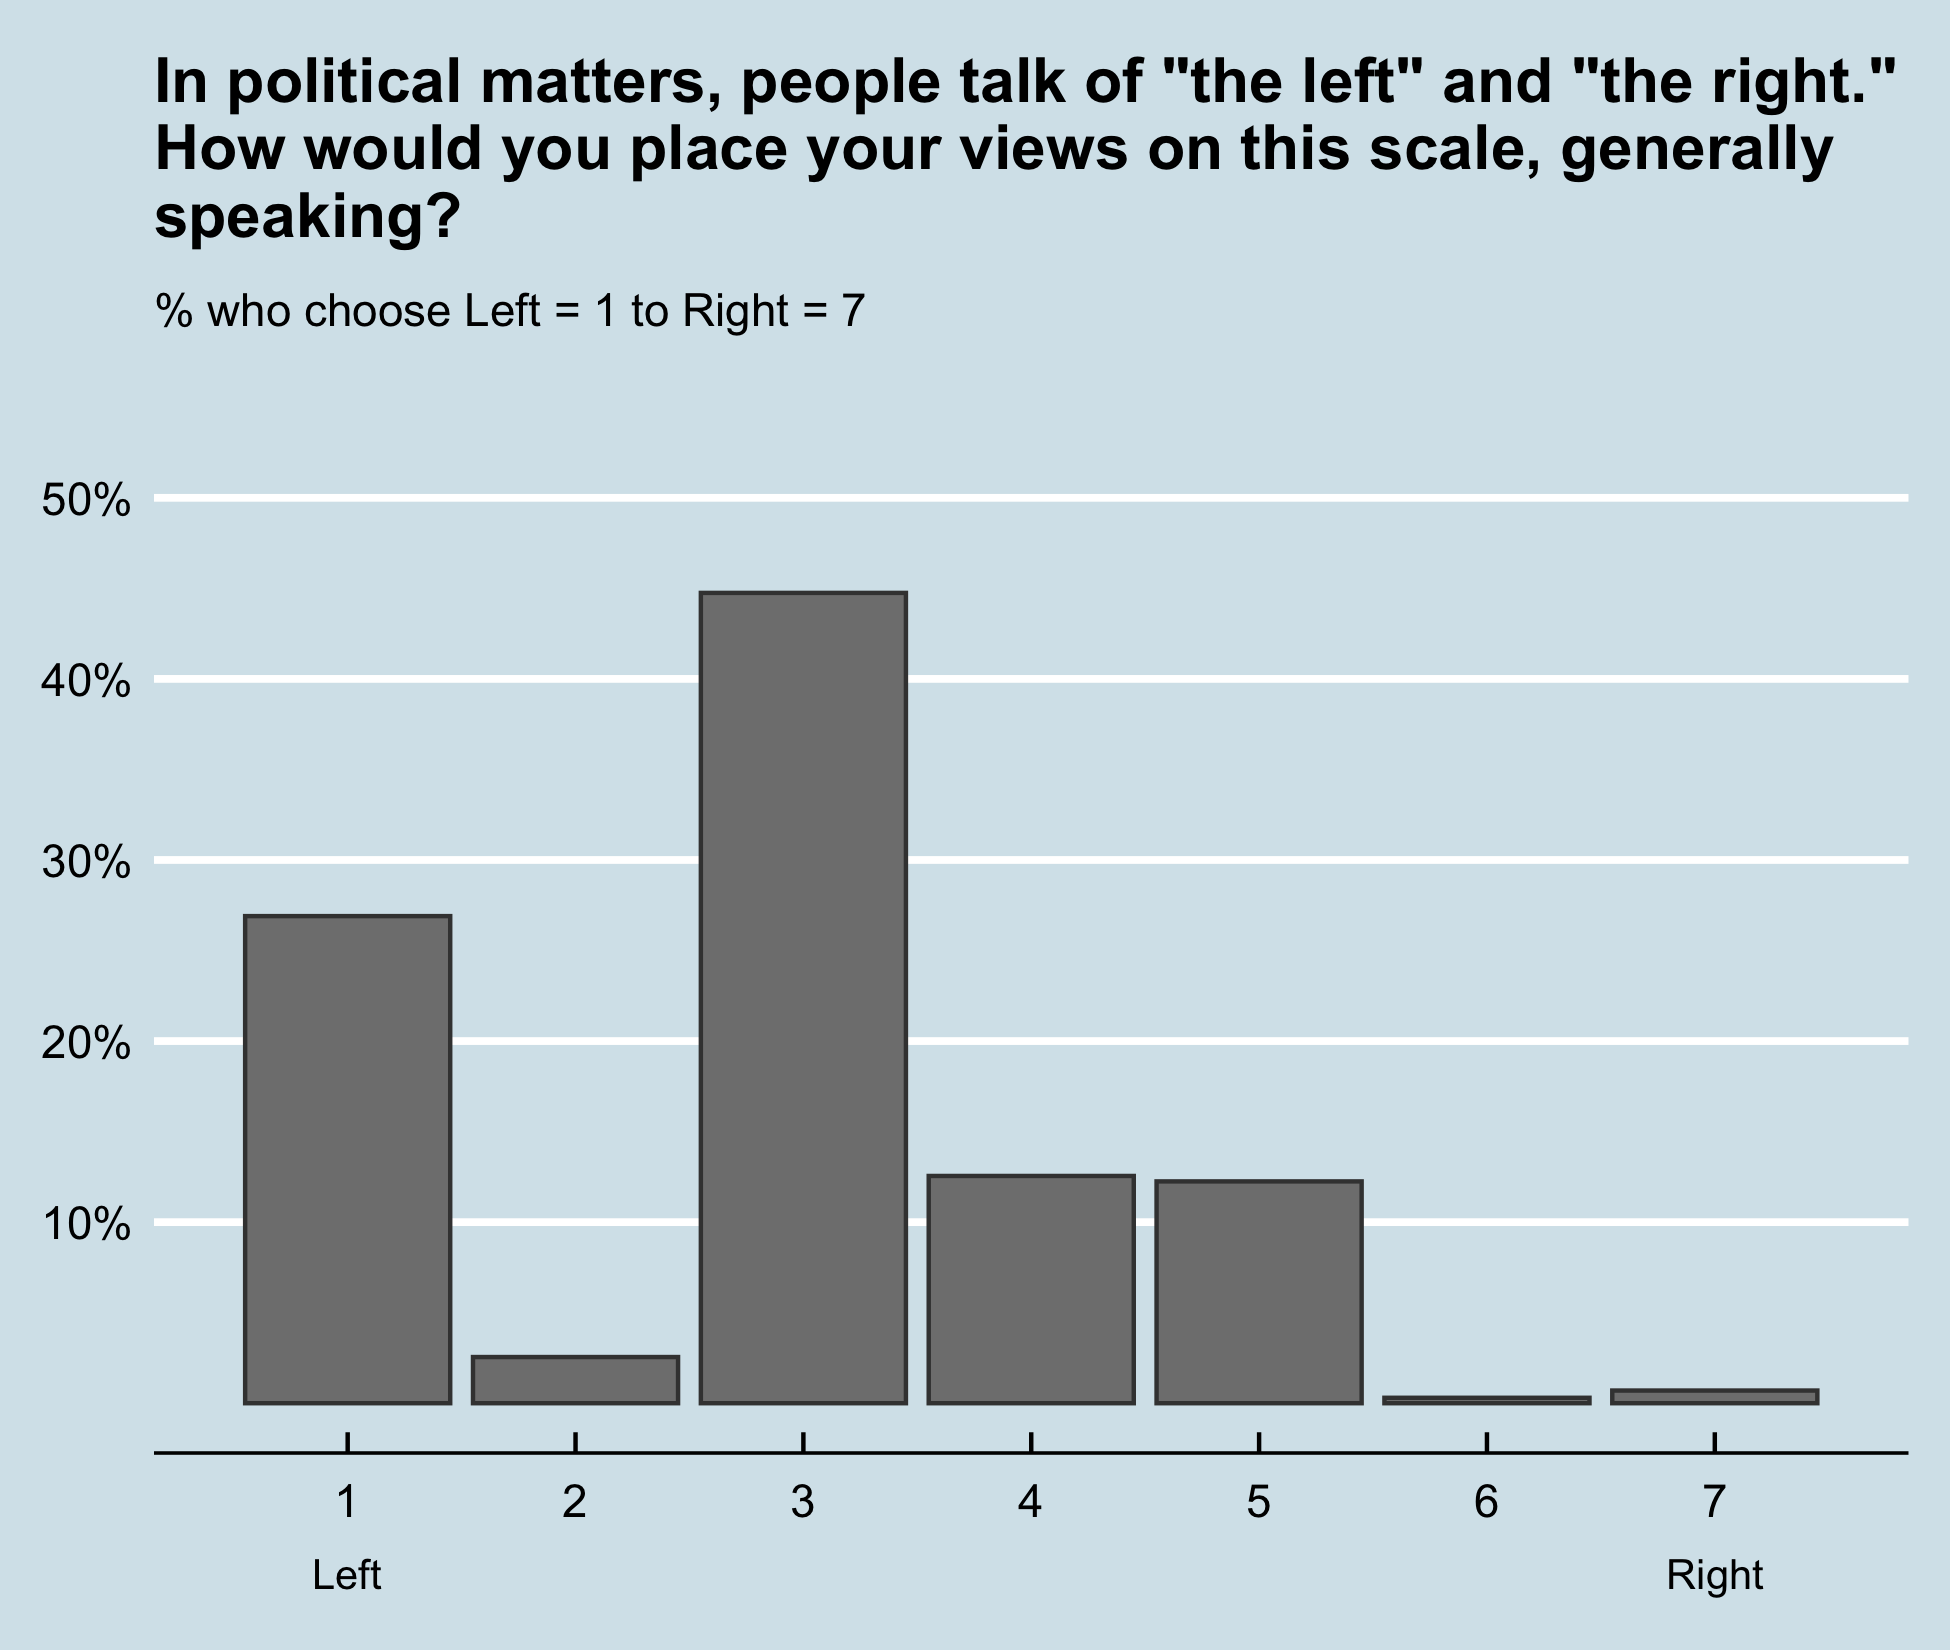 In political matters, people talk of "the left" and "the right."
How would you place your views on this scale, generally
speaking?
% who choose Left = 1 to Right = 7
50%
40%
30%
20%
10%
1 2 3 4 5 6 7
Left Right